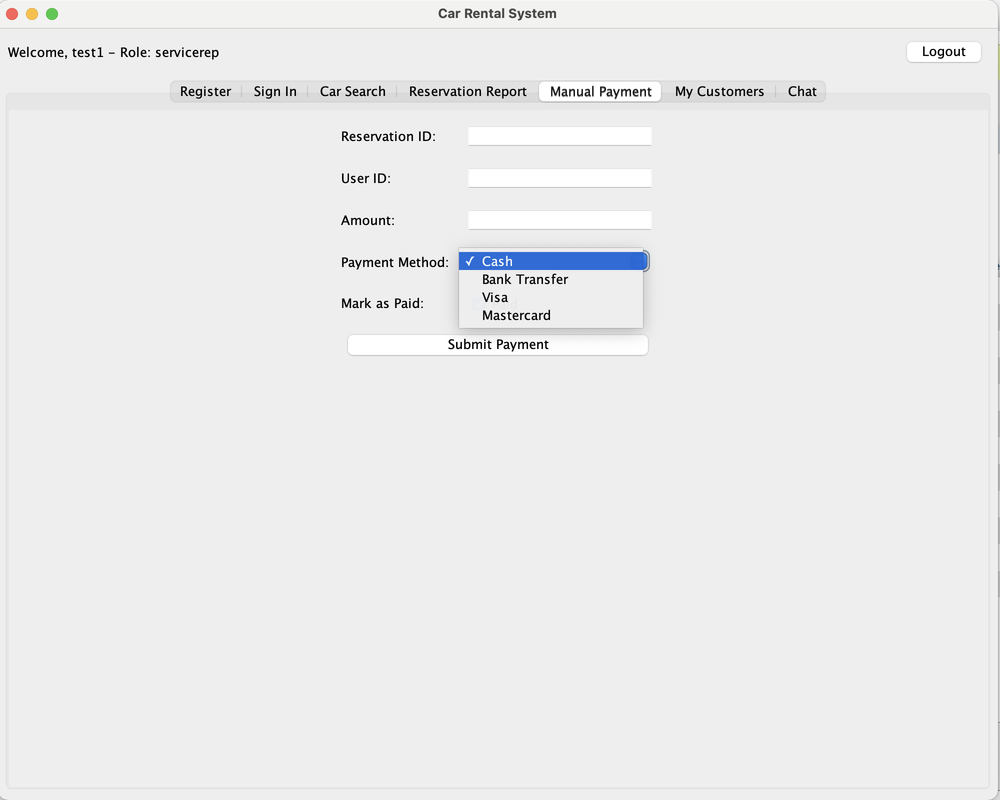 Car Rental System
Welcome, test1 – Role: servicerep
Logout
Register
Sign In
Car Search
Reservation Report
Manual Payment
My Customers
Chat
Reservation ID:
User ID:
Amount:
Payment Method:
✓ Cash
Bank Transfer
Visa
Mastercard
Mark as Paid:
Paid
Submit Payment